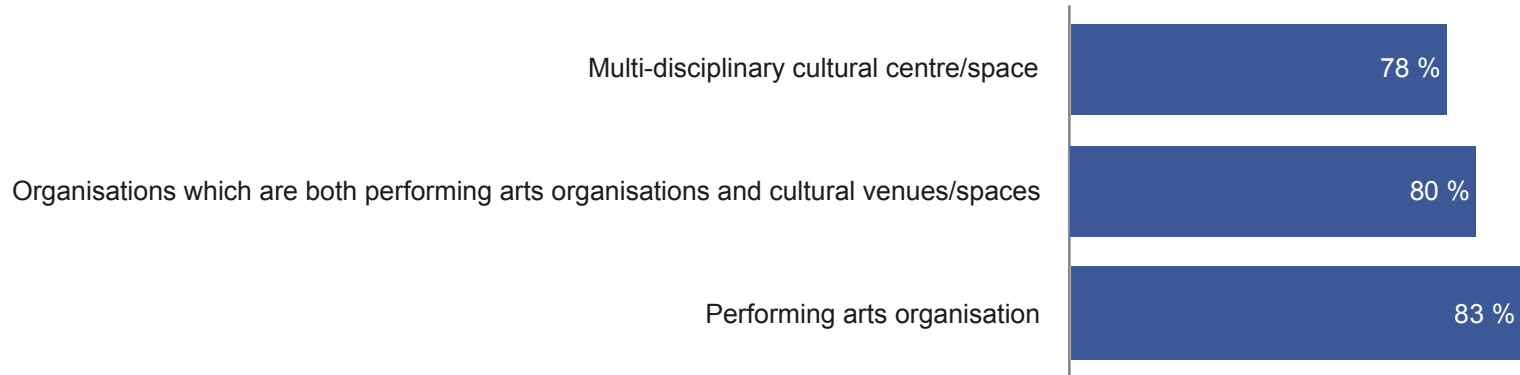 Multi-disciplinary cultural centre/space
78 %
Organisations which are both performing arts organisations and cultural venues/spaces
80 %
Performing arts organisation
83 %